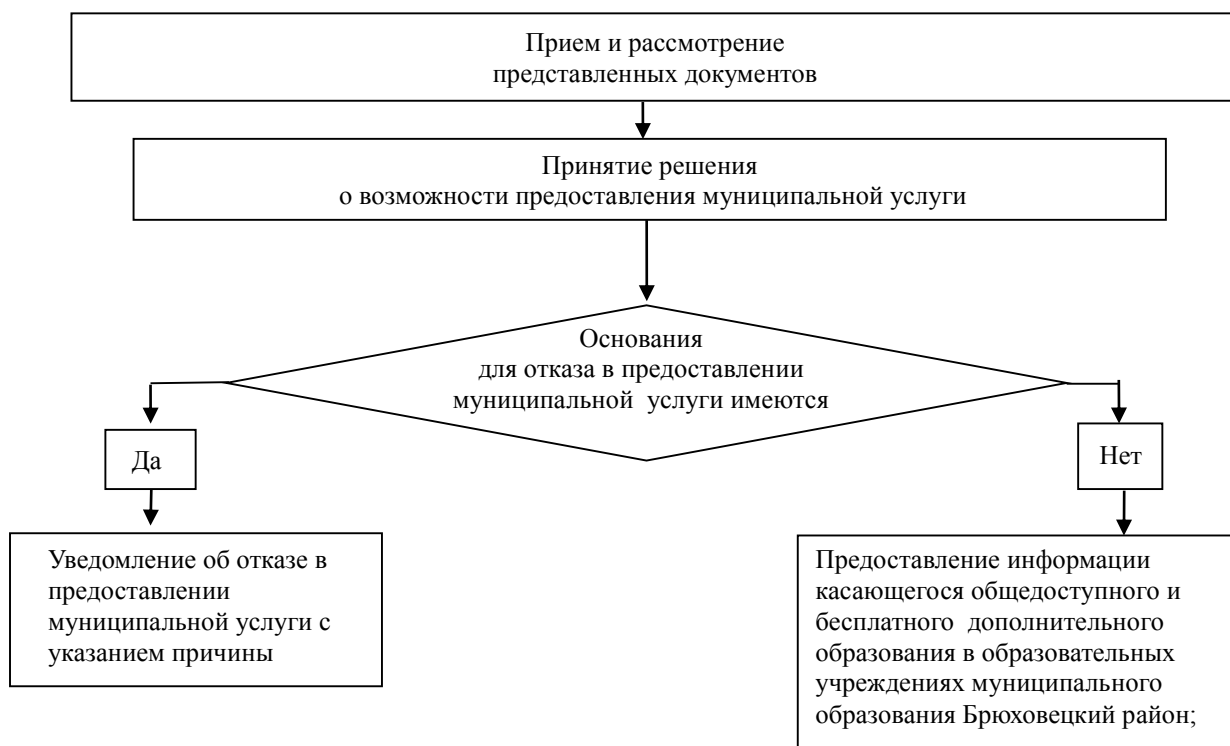 Прием и рассмотрение
представленных документов
Принятие решения
о возможности предоставления муниципальной услуги
Основания
для отказа в предоставлении
муниципальной услуги имеются
Да
Нет
Уведомление об отказе в
предоставлении
муниципальной услуги с
указанием причины
Предоставление информации
касающегося общедоступного и
бесплатного дополнительного
образования в образовательных
учреждениях муниципального
образования Брюховецкий район;